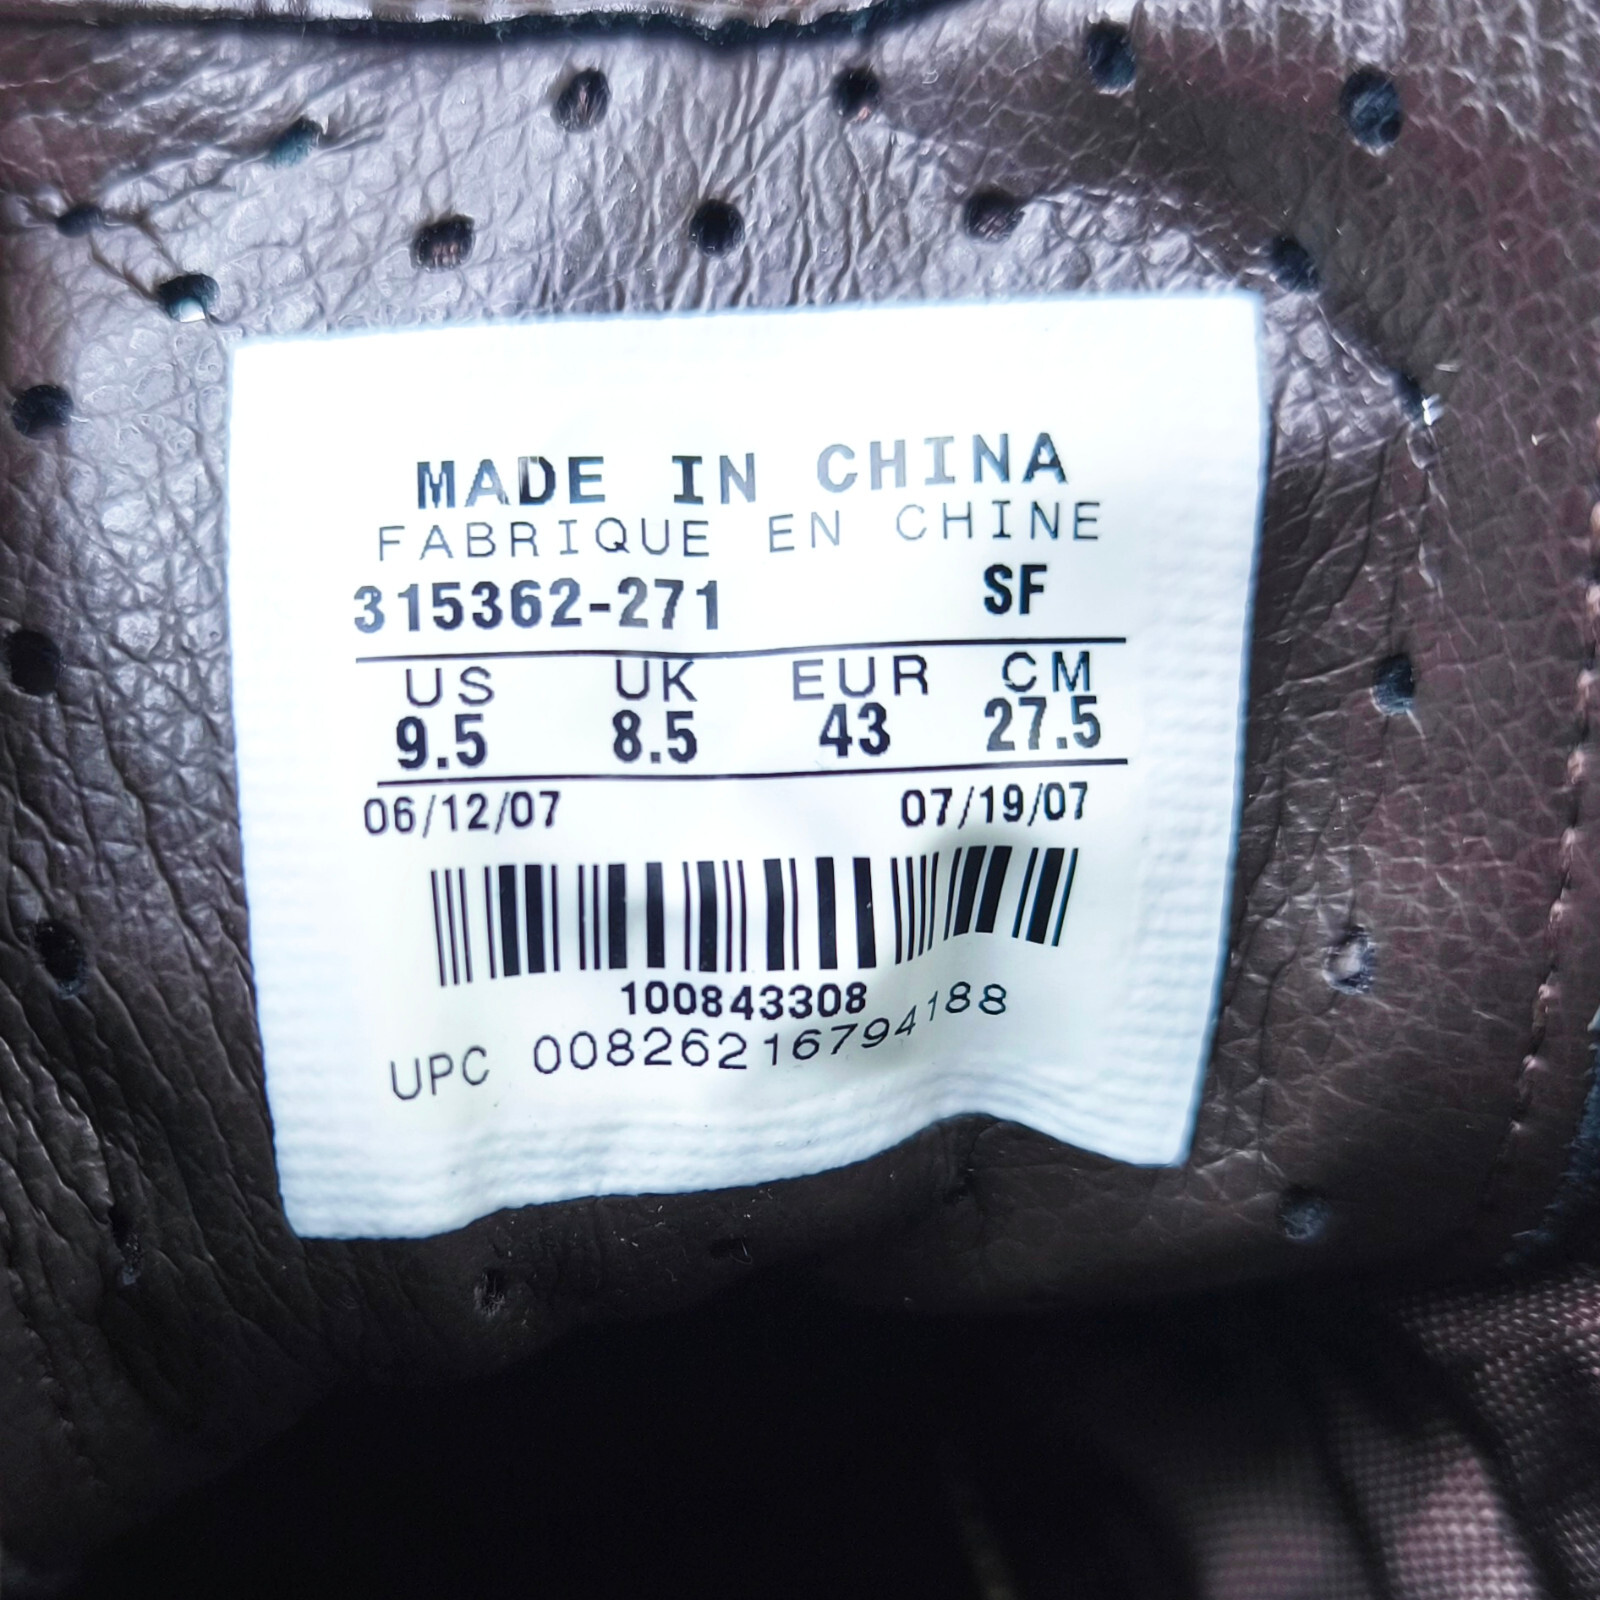 MADE IN CHINA
FABRIQUE EN CHINE
315362-271 SF
US UK EUR CM
9.5 8.5 43 27.5
06/12/07 07/19/07
100843308
UPC 00826216794188